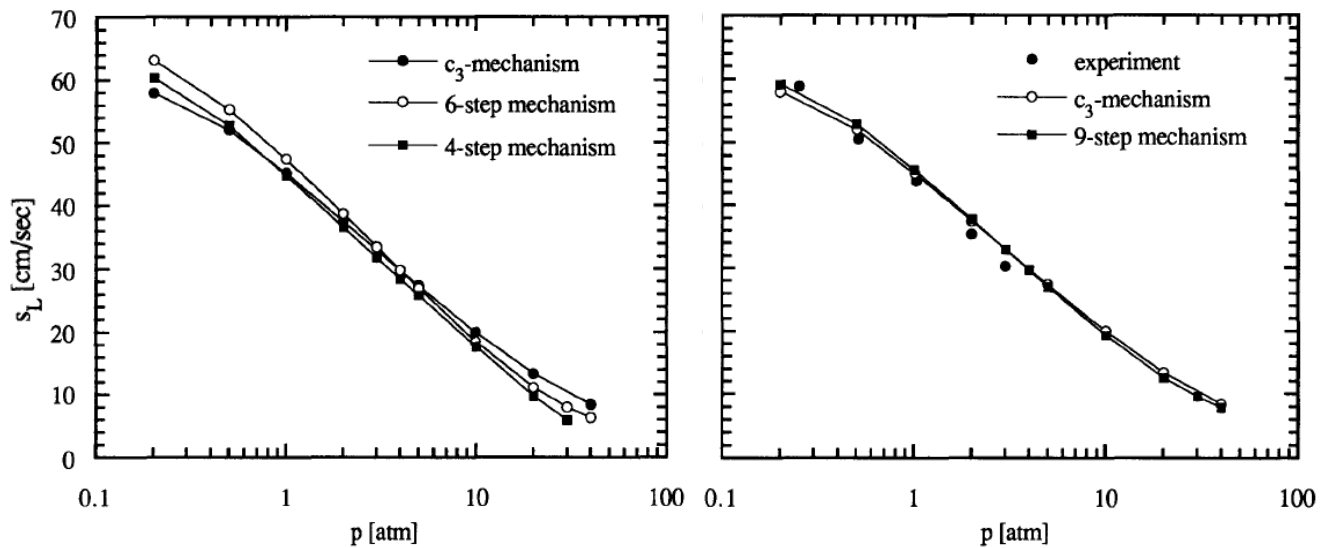 70
60
50
40
30
20
10
0
s_L [cm/sec]
c₃-mechanism
6-step mechanism
4-step mechanism
0.1 1 10 100
p [atm]
experiment
c₃-mechanism
9-step mechanism
0.1 1 10 100
p [atm]